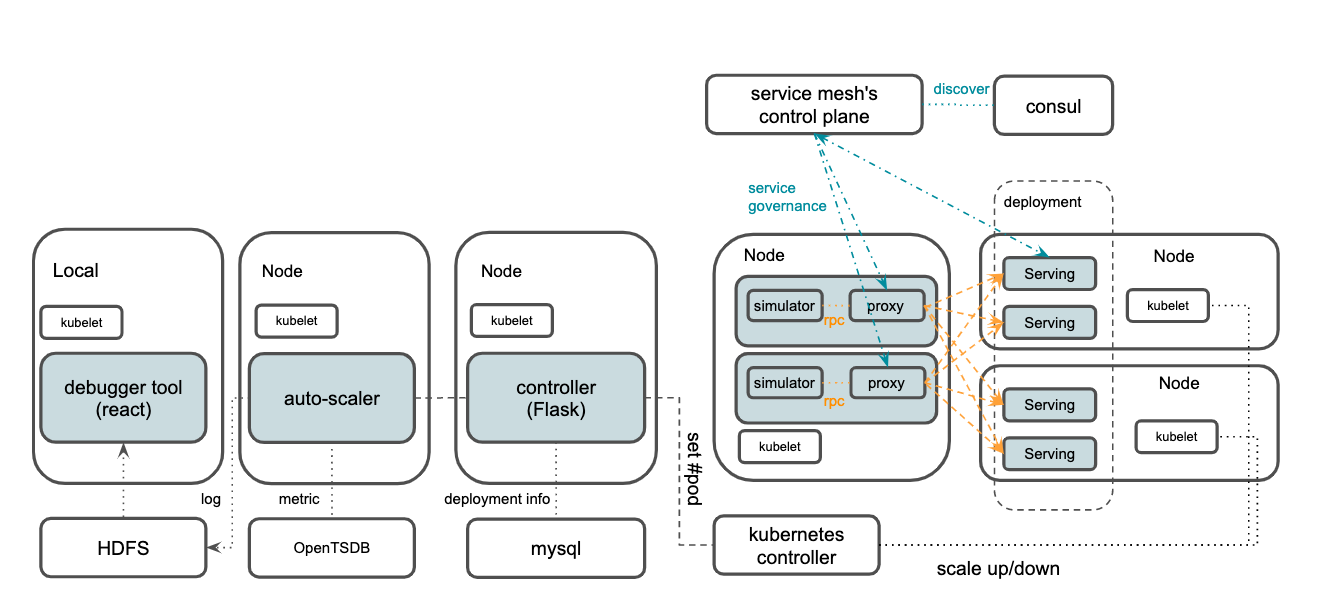 service mesh's
control plane
discover
consul
service
governance
deployment
Local
kubelet
debugger tool
(react)
log
HDFS
Node
kubelet
auto-scaler
metric
OpenTSDB
Node
kubelet
controller
(Flask)
deployment info
mysql
set #pod
Node
simulator
rpc
proxy
simulator
rpc
proxy
kubelet
Serving
Serving
Node
kubelet
Serving
Serving
Node
kubelet
kubernetes
controller
scale up/down